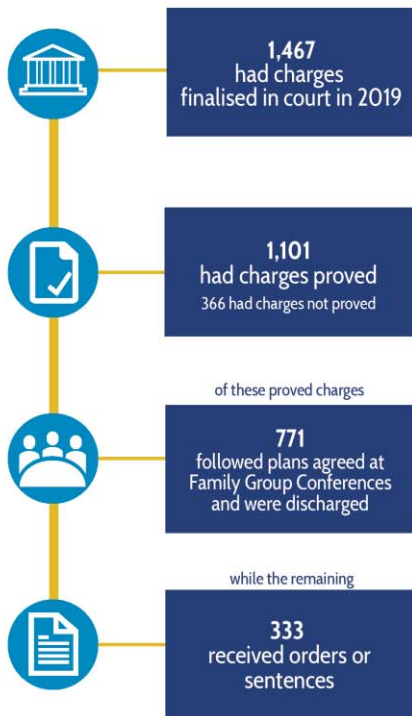 1,467
had charges
finalised in court in 2019
1,101
had charges proved
366 had charges not proved
of these proved charges
771
followed plans agreed at
Family Group Conferences
and were discharged
while the remaining
333
received orders or
sentences